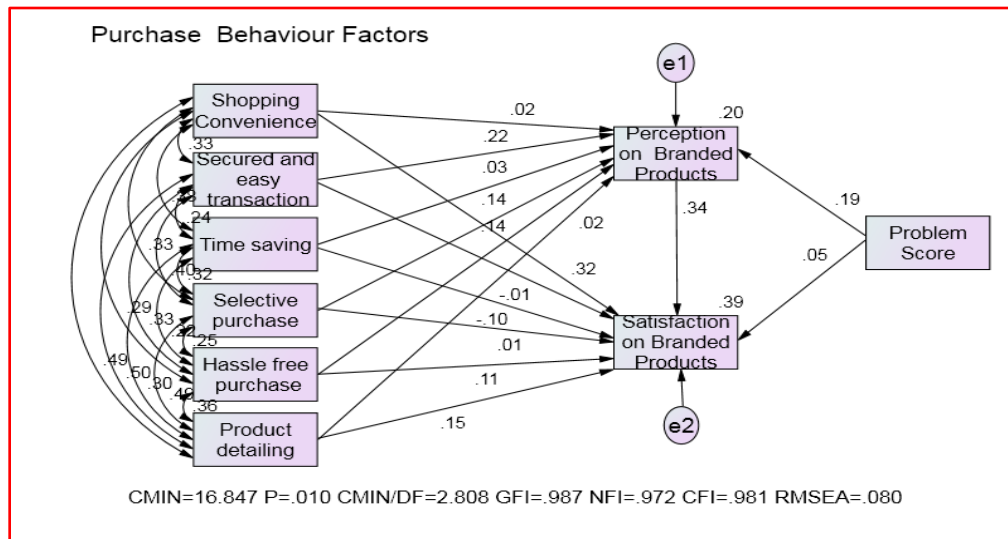 Purchase Behaviour Factors
e1
Shopping
Convenience
.02
.20
Perception
on Branded
Products
.33
.22
Secured and
easy
transaction
.03
.28
.14
.24
.14
.02
.34
.19
Time saving
.33
Problem
Score
.05
.40
.32
.32
-.01
.39
Selective
purchase
-.10
Satisfaction
on Branded
Products
.29
.33
.22
.25
.01
Hassle free
purchase
.49
.50
.30
.11
.48
.36
.15
e2
Product
detailing
CMIN=16.847 P=.010 CMIN/DF=2.808 GFI=.987 NFI=.972 CFI=.981 RMSEA=.080